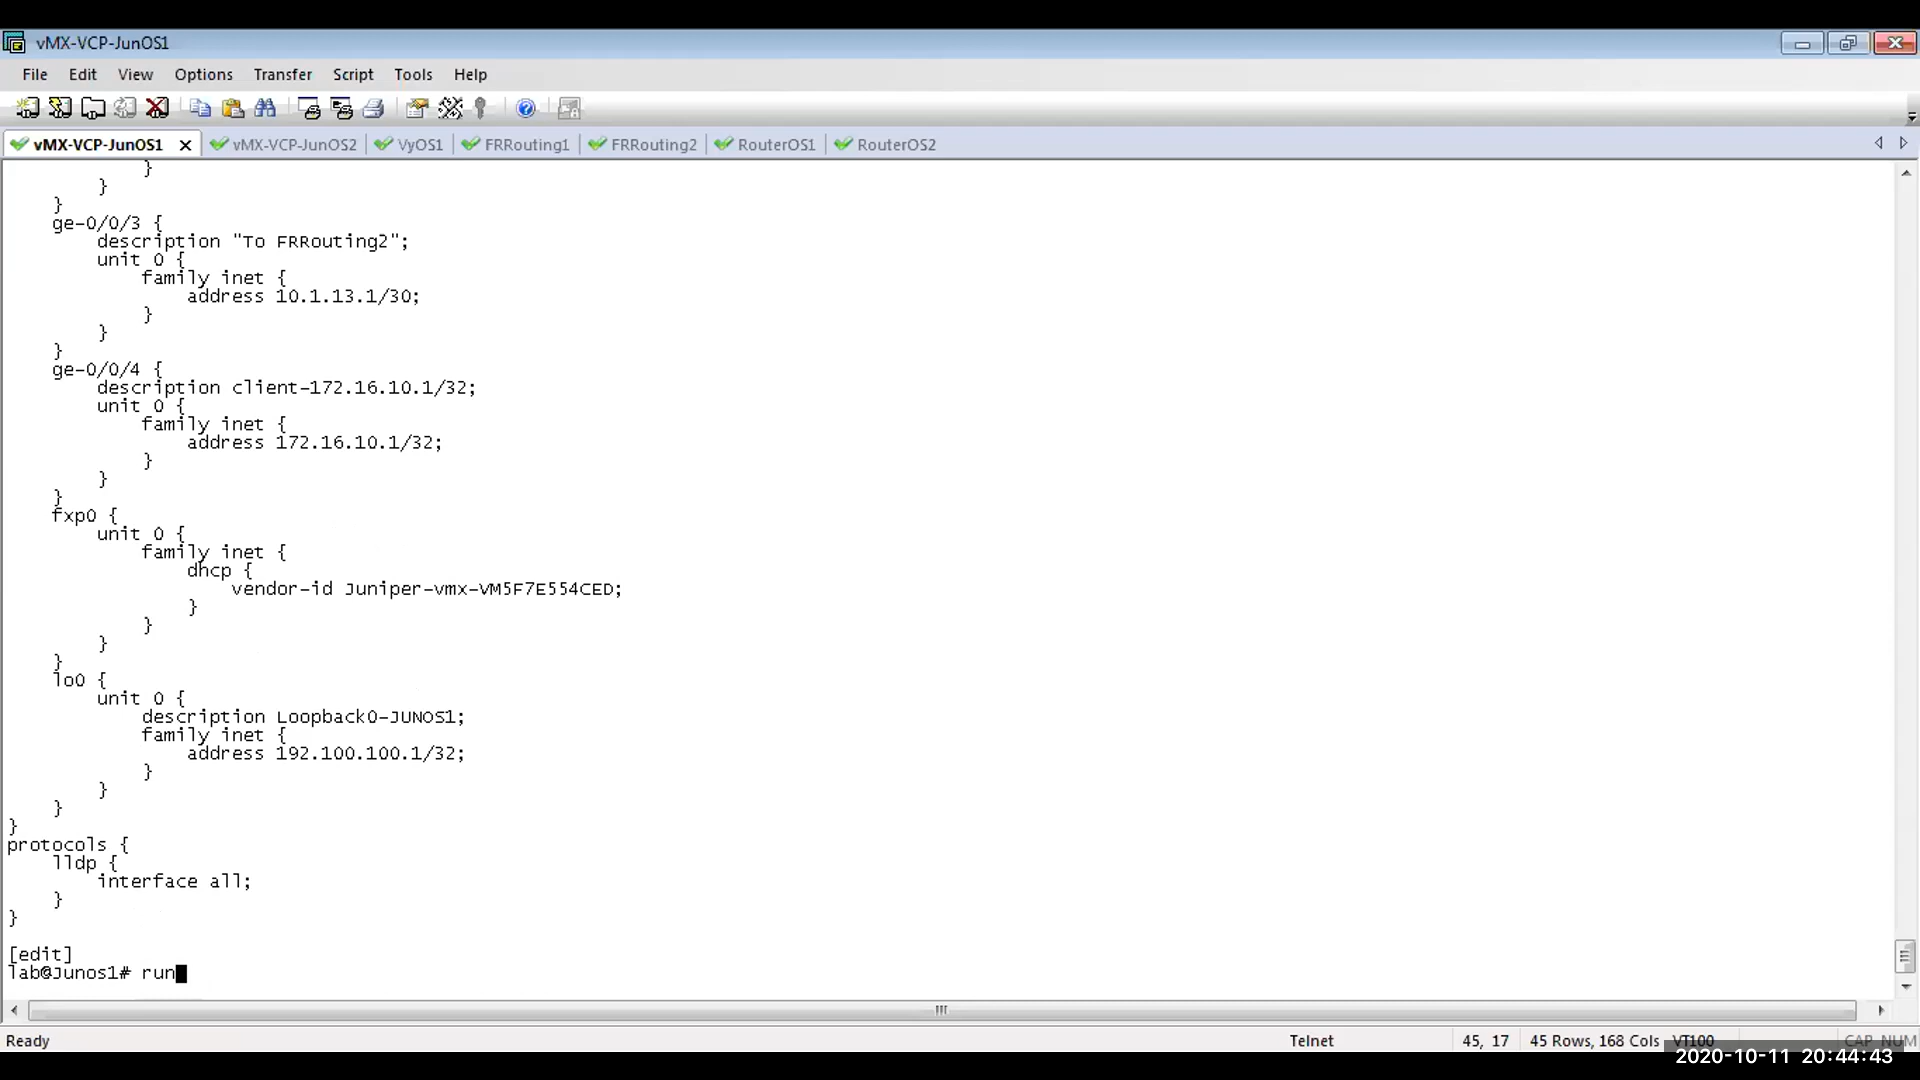 vMX-VCP-JunOS1
File Edit View Options Transfer Script Tools Help
vMX-VCP-JunOS1 vMX-VCP-JunOS2 VyOS1 FRRouting1 FRRouting2 RouterOS1 RouterOS2
}
}
}
ge-0/0/3 {
description "To FRRouting2";
unit 0 {
family inet {
address 10.1.13.1/30;
}
}
}
ge-0/0/4 {
description client-172.16.10.1/32;
unit 0 {
family inet {
address 172.16.10.1/32;
}
}
}
fxp0 {
unit 0 {
family inet {
dhcp {
vendor-id Juniper-vmx-VM5F7E554CED;
}
}
}
}
lo0 {
unit 0 {
description Loopback0-JUNOS1;
family inet {
address 192.100.100.1/32;
}
}
}
}
protocols {
lldp {
interface all;
}
}
[edit]
lab@Junos1# run
Ready Telnet 45, 17 45 Rows, 168 Cols VT100 CAP NUM
2020-10-11 20:44:43